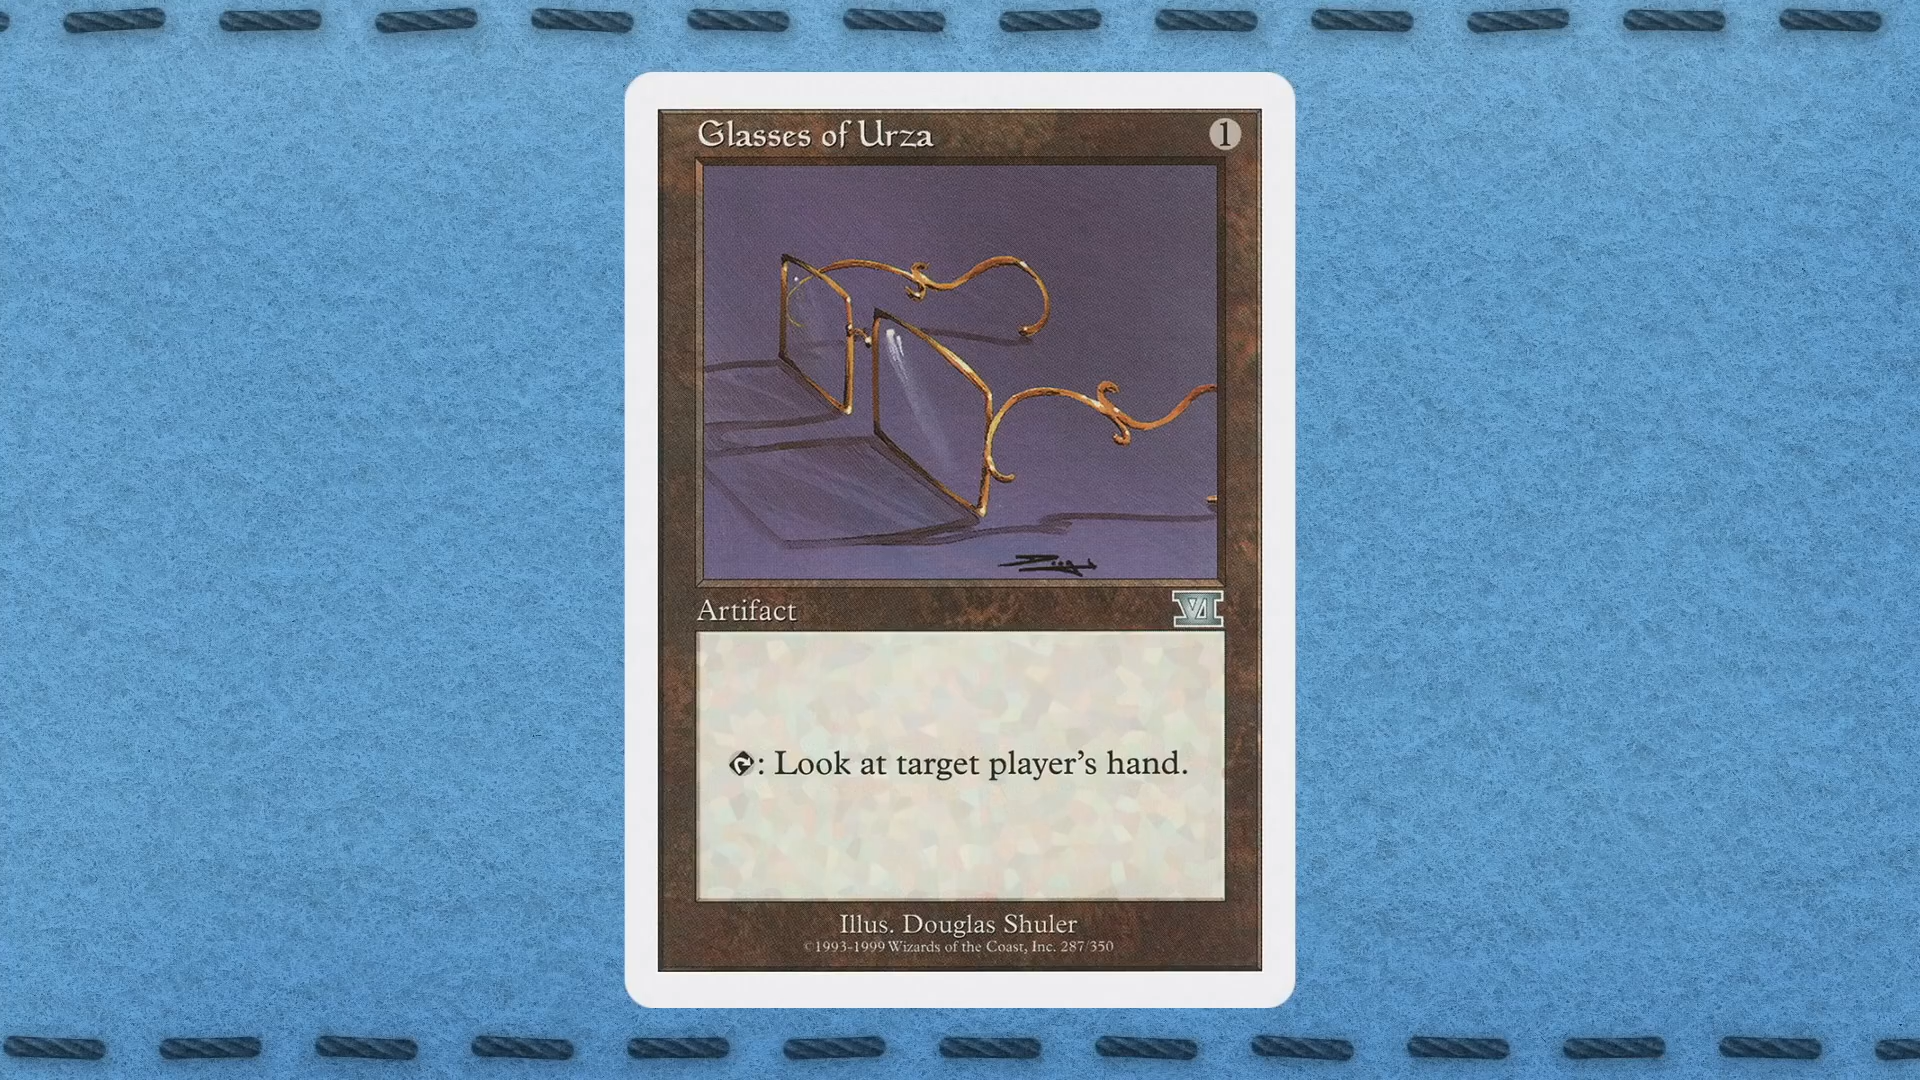 Glasses of Urza 1
Artifact VI
: Look at target player's hand.
Illus. Douglas Shuler
©1993-1999 Wizards of the Coast, Inc. 287/350